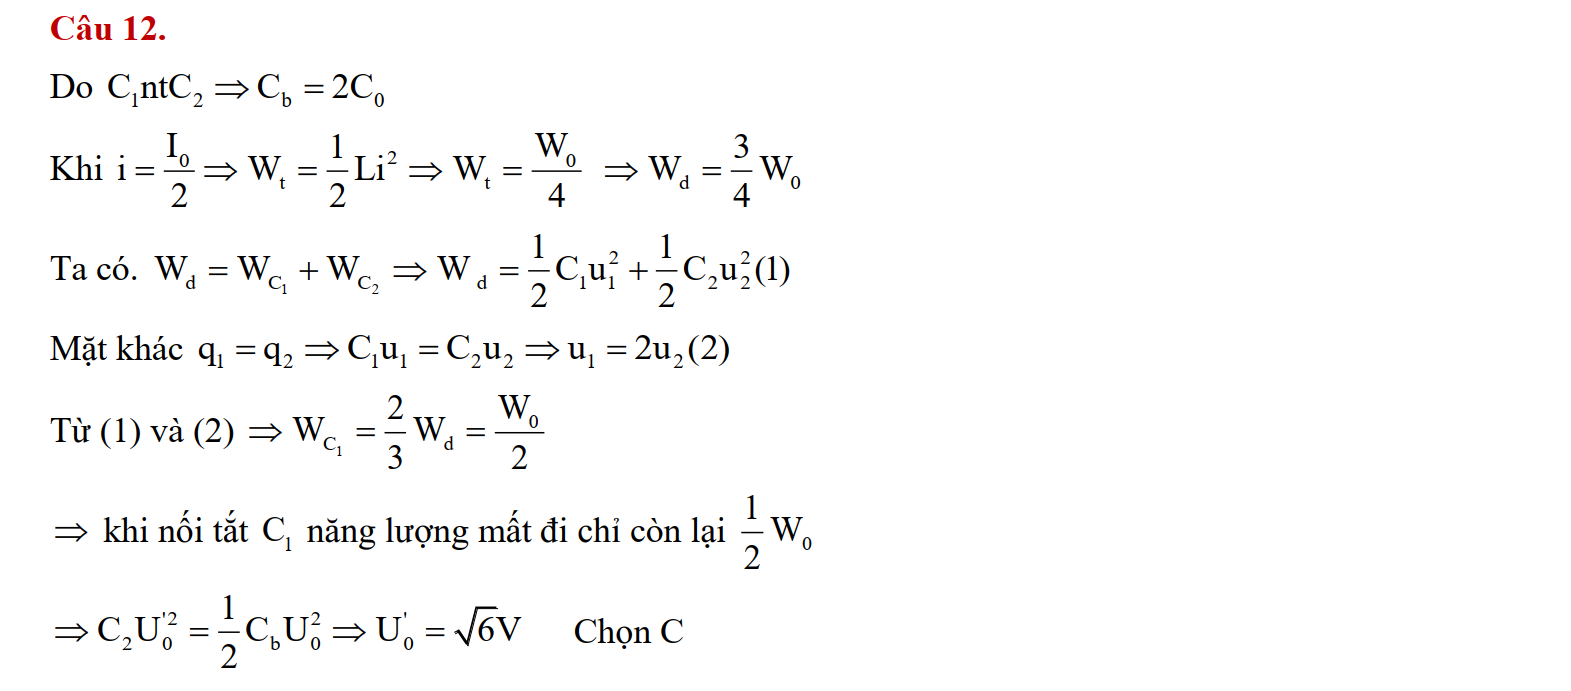 Câu 12.
Do C₁ntC₂ ⇒ C_b = 2C₀
Khi i = I₀/2 ⇒ W_t = 1/2 Li² ⇒ W_t = W₀/4 ⇒ W_d = 3/4 W₀
Ta có. W_d = W_C₁ + W_C₂ ⇒ W_d = 1/2 C₁u₁² + 1/2 C₂u₂² (1)
Mặt khác q₁ = q₂ ⇒ C₁u₁ = C₂u₂ ⇒ u₁ = 2u₂ (2)
Từ (1) và (2) ⇒ W_C₁ = 2/3 W_d = W₀/2
⇒ khi nối tắt C₁ năng lượng mất đi chỉ còn lại 1/2 W₀
⇒ C₂U₀'² = 1/2 C_bU₀² ⇒ U₀' = √6V Chọn C